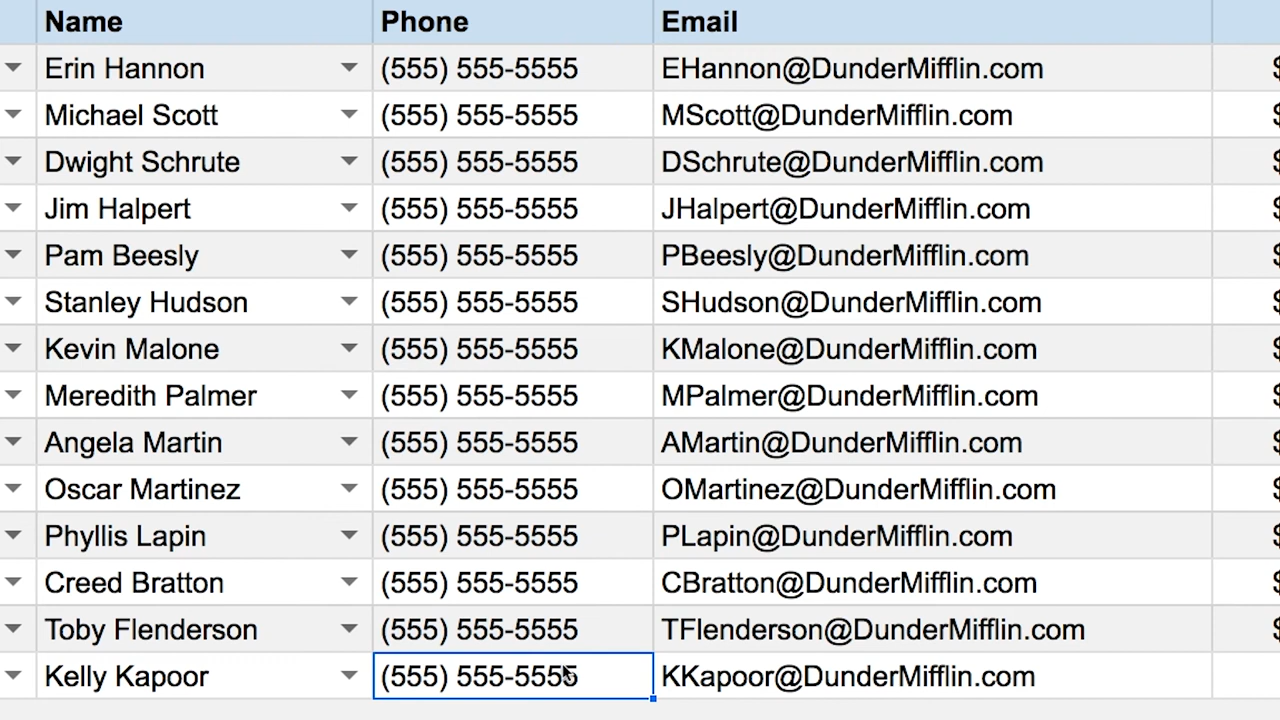 Name Phone Email
Erin Hannon (555) 555-5555 EHannon@DunderMifflin.com $
Michael Scott (555) 555-5555 MScott@DunderMifflin.com $
Dwight Schrute (555) 555-5555 DSchrute@DunderMifflin.com $
Jim Halpert (555) 555-5555 JHalpert@DunderMifflin.com $
Pam Beesly (555) 555-5555 PBeesly@DunderMifflin.com $
Stanley Hudson (555) 555-5555 SHudson@DunderMifflin.com $
Kevin Malone (555) 555-5555 KMalone@DunderMifflin.com $
Meredith Palmer (555) 555-5555 MPalmer@DunderMifflin.com $
Angela Martin (555) 555-5555 AMartin@DunderMifflin.com $
Oscar Martinez (555) 555-5555 OMartinez@DunderMifflin.com $
Phyllis Lapin (555) 555-5555 PLapin@DunderMifflin.com $
Creed Bratton (555) 555-5555 CBratton@DunderMifflin.com $
Toby Flenderson (555) 555-5555 TFlenderson@DunderMifflin.com $
Kelly Kapoor (555) 555-5555 KKapoor@DunderMifflin.com